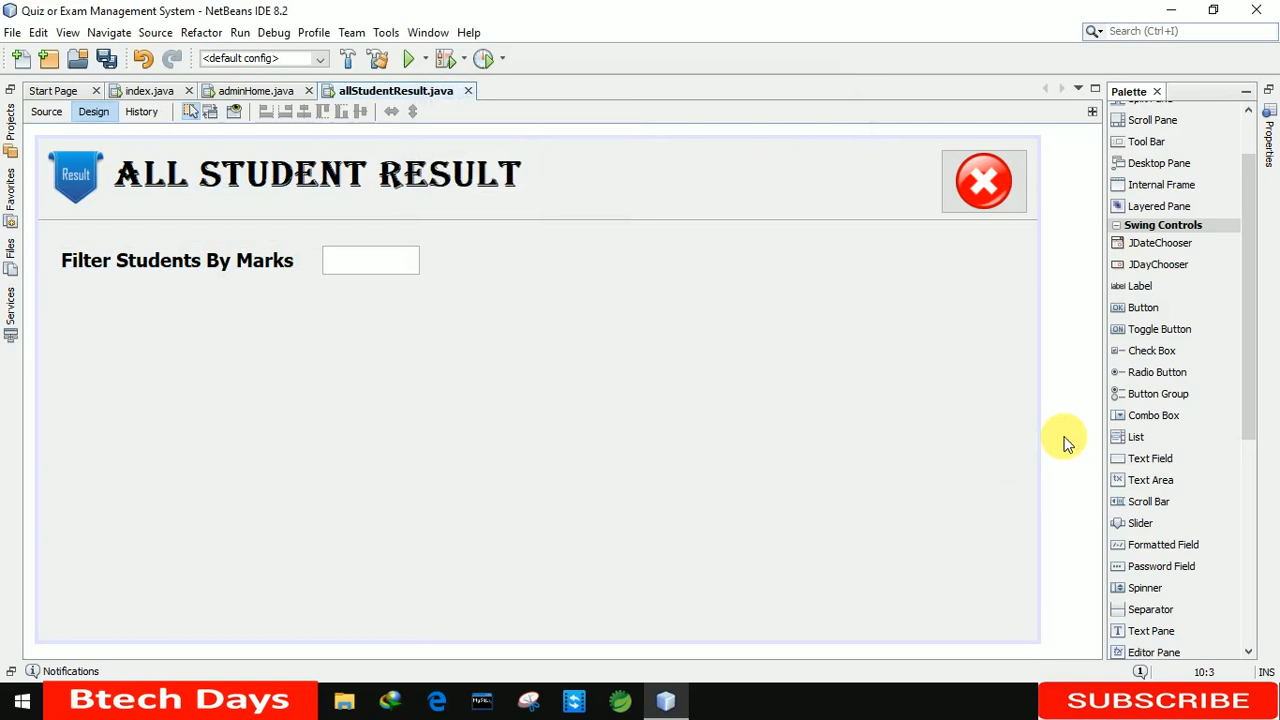 Quiz or Exam Management System - NetBeans IDE 8.2
File Edit View Navigate Source Refactor Run Debug Profile Team Tools Window Help
Search (Ctrl+I)
<default config>
Start Page index.java adminHome.java allStudentResult.java
Palette
Source Design History
Projects
Favorites
Files
Services
Properties
Result
ALL STUDENT RESULT
Filter Students By Marks
Scroll Pane
Tool Bar
Desktop Pane
Internal Frame
Layered Pane
Swing Controls
JDateChooser
JDayChooser
label Label
OK Button
ON Toggle Button
Check Box
Radio Button
Button Group
Combo Box
List
Text Field
Text Area
Scroll Bar
Slider
Formatted Field
Password Field
Spinner
Separator
T Text Pane
Editor Pane
Notifications
10:3 INS
Btech Days
MySQL
SUBSCRIBE